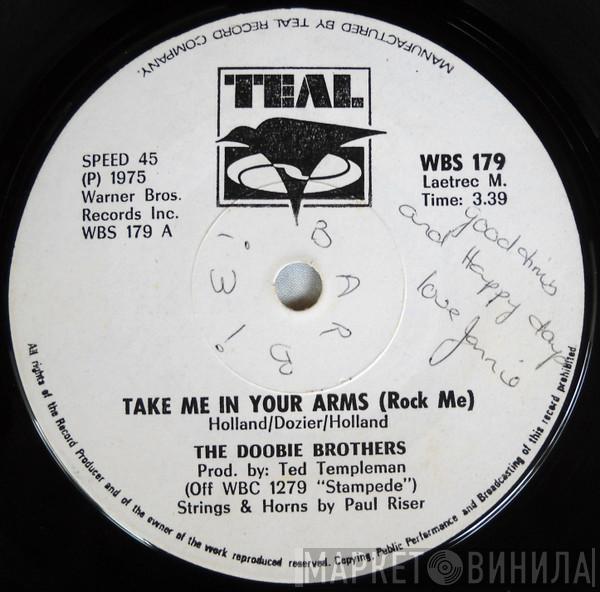 MANUFACTURED BY TEAL RECORD COMPANY.
TEAL
SPEED 45
(P) 1975
Warner Bros.
Records Inc.
WBS 179 A
WBS 179
Laetrec M.
Time: 3.39
good times
and Happy days
love Janie
BARB
TAKE ME IN YOUR ARMS (Rock Me)
Holland/Dozier/Holland
THE DOOBIE BROTHERS
Prod. by: Ted Templeman
(Off WBC 1279 "Stampede")
Strings & Horns by Paul Riser
All rights of the Record Producer and of the owner of the work reproduced reserved. Copying, Public Performance and Broadcasting of this record prohibited
МАРКЕТ ВИНИЛА